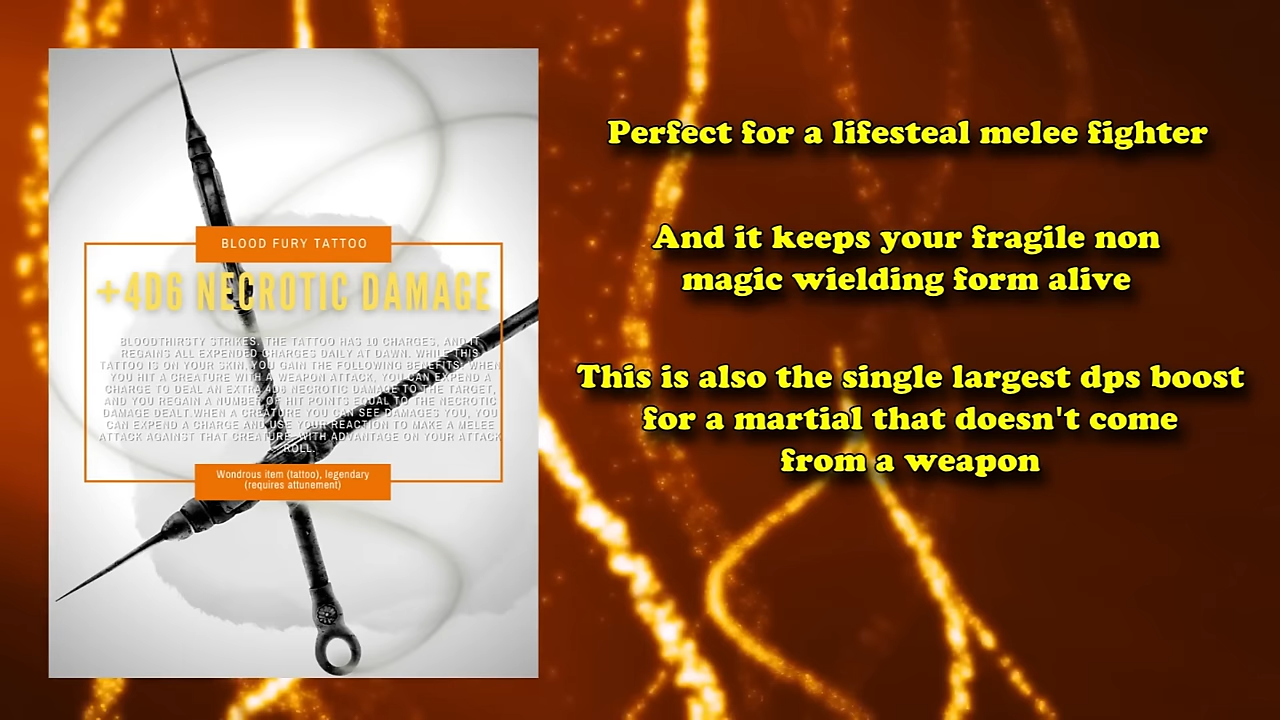 BLOOD FURY TATTOO
+4D6 NECROTIC DAMAGE
BLOODTHIRSTY STRIKES. THE TATTOO HAS 10 CHARGES, AND IT
REGAINS ALL EXPENDED CHARGES DAILY AT DAWN. WHILE THIS
TATTOO IS ON YOUR SKIN, YOU GAIN THE FOLLOWING BENEFITS: WHEN
YOU HIT A CREATURE WITH A WEAPON ATTACK, YOU CAN EXPEND A
CHARGE TO DEAL AN EXTRA 4D6 NECROTIC DAMAGE TO THE TARGET,
AND YOU REGAIN A NUMBER OF HIT POINTS EQUAL TO THE NECROTIC
DAMAGE DEALT.WHEN A CREATURE YOU CAN SEE DAMAGES YOU, YOU
CAN EXPEND A CHARGE AND USE YOUR REACTION TO MAKE A MELEE
ATTACK AGAINST THAT CREATURE, WITH ADVANTAGE ON YOUR ATTACK
ROLL.
Wondrous item (tattoo), legendary
(requires attunement)
Perfect for a lifesteal melee fighter
And it keeps your fragile non
magic wielding form alive
This is also the single largest dps boost
for a martial that doesn't come
from a weapon